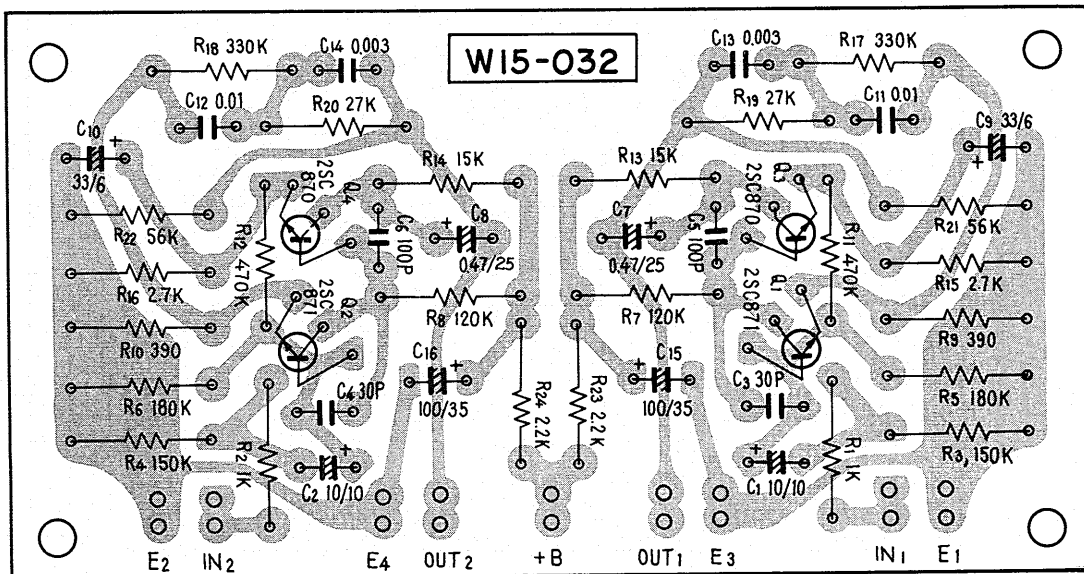 W15-032
R18 330K
C14 0.003
C13 0.003
R17 330K
C12 0.01
R20 27K
R19 27K
C11 0.01
C10
33/6
C9 33/6
R14 15K
R13 15K
2SC
870
Q4
Q3
2SC870
C6 100P
C8
0.47/25
C7
0.47/25
C5 100P
R22 56K
R12 470K
R11 470K
R21 56K
R16 2.7K
R15 2.7K
2SC
871
Q2
Q1
2SC871
R8 120K
R7 120K
R10 390
R9 390
C16
100/35
C15
100/35
R6 180K
C4 30P
C3 30P
R5 180K
R24 2.2K
R23 2.2K
R4 150K
R2 1K
R1 1K
R3, 150K
C2 10/10
C1 10/10
E2 IN2 E4 OUT2 +B OUT1 E3 IN1 E1